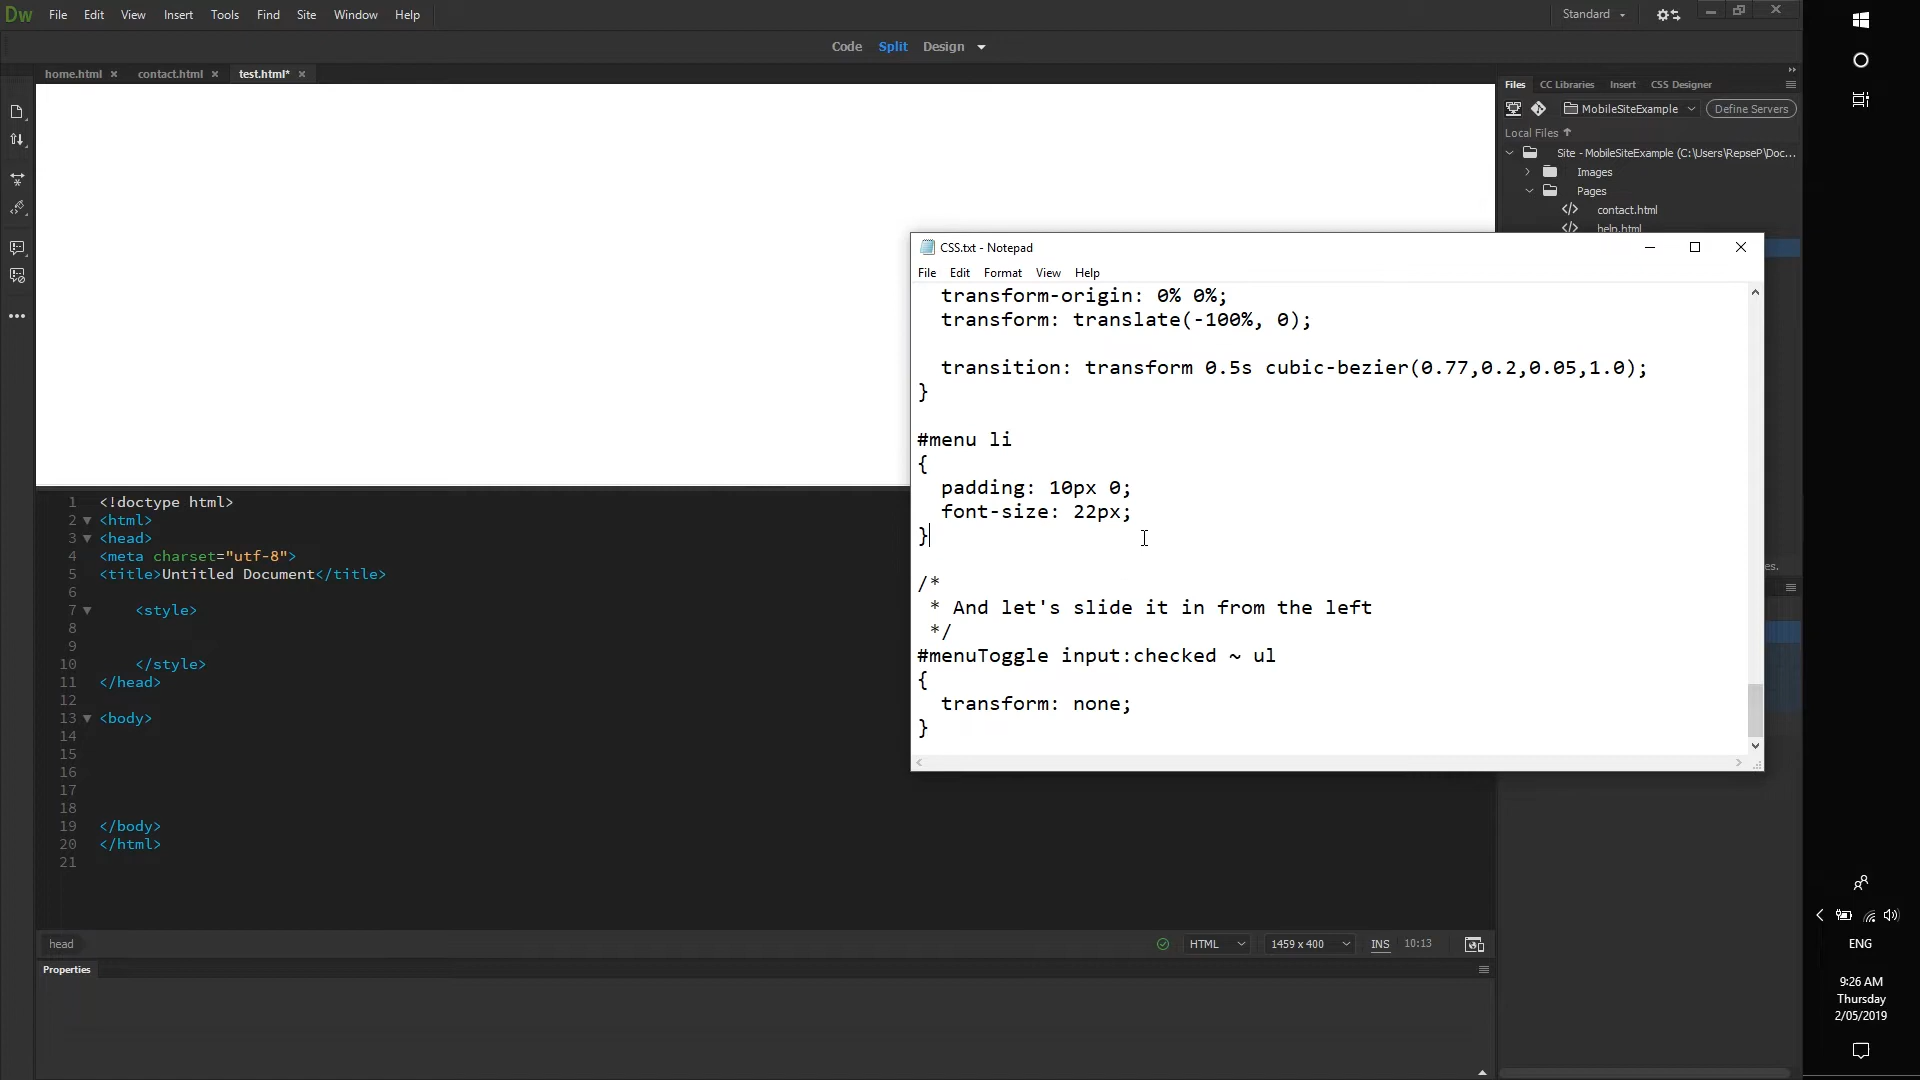 Dw File Edit View Insert Tools Find Site Window Help
Standard
Code Split Design
home.html × contact.html × test.html* ×
Files CC Libraries Insert CSS Designer
MobileSiteExample Define Servers
Local Files
Site - MobileSiteExample (C:\Users\RepseP\Doc...
Images
Pages
contact.html
help.html
CSS.txt - Notepad
File Edit Format View Help
transform-origin: 0% 0%;
transform: translate(-100%, 0);
transition: transform 0.5s cubic-bezier(0.77,0.2,0.05,1.0);
}
#menu li
{
padding: 10px 0;
font-size: 22px;
}
/*
* And let's slide it in from the left
*/
#menuToggle input:checked ~ ul
{
transform: none;
}
es.
1 <!doctype html>
2 <html>
3 <head>
4 <meta charset="utf-8">
5 <title>Untitled Document</title>
6
7 <style>
8
9
10 </style>
11 </head>
12
13 <body>
14
15
16
17
18
19 </body>
20 </html>
21
head
HTML 1459 x 400 INS 10:13
Properties
ENG
9:26 AM
Thursday
2/05/2019